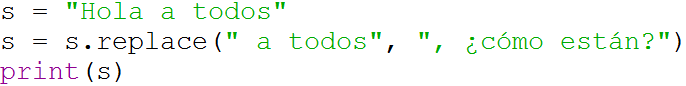 s = "Hola a todos"
s = s.replace(" a todos", ", ¿cómo están?")
print(s)